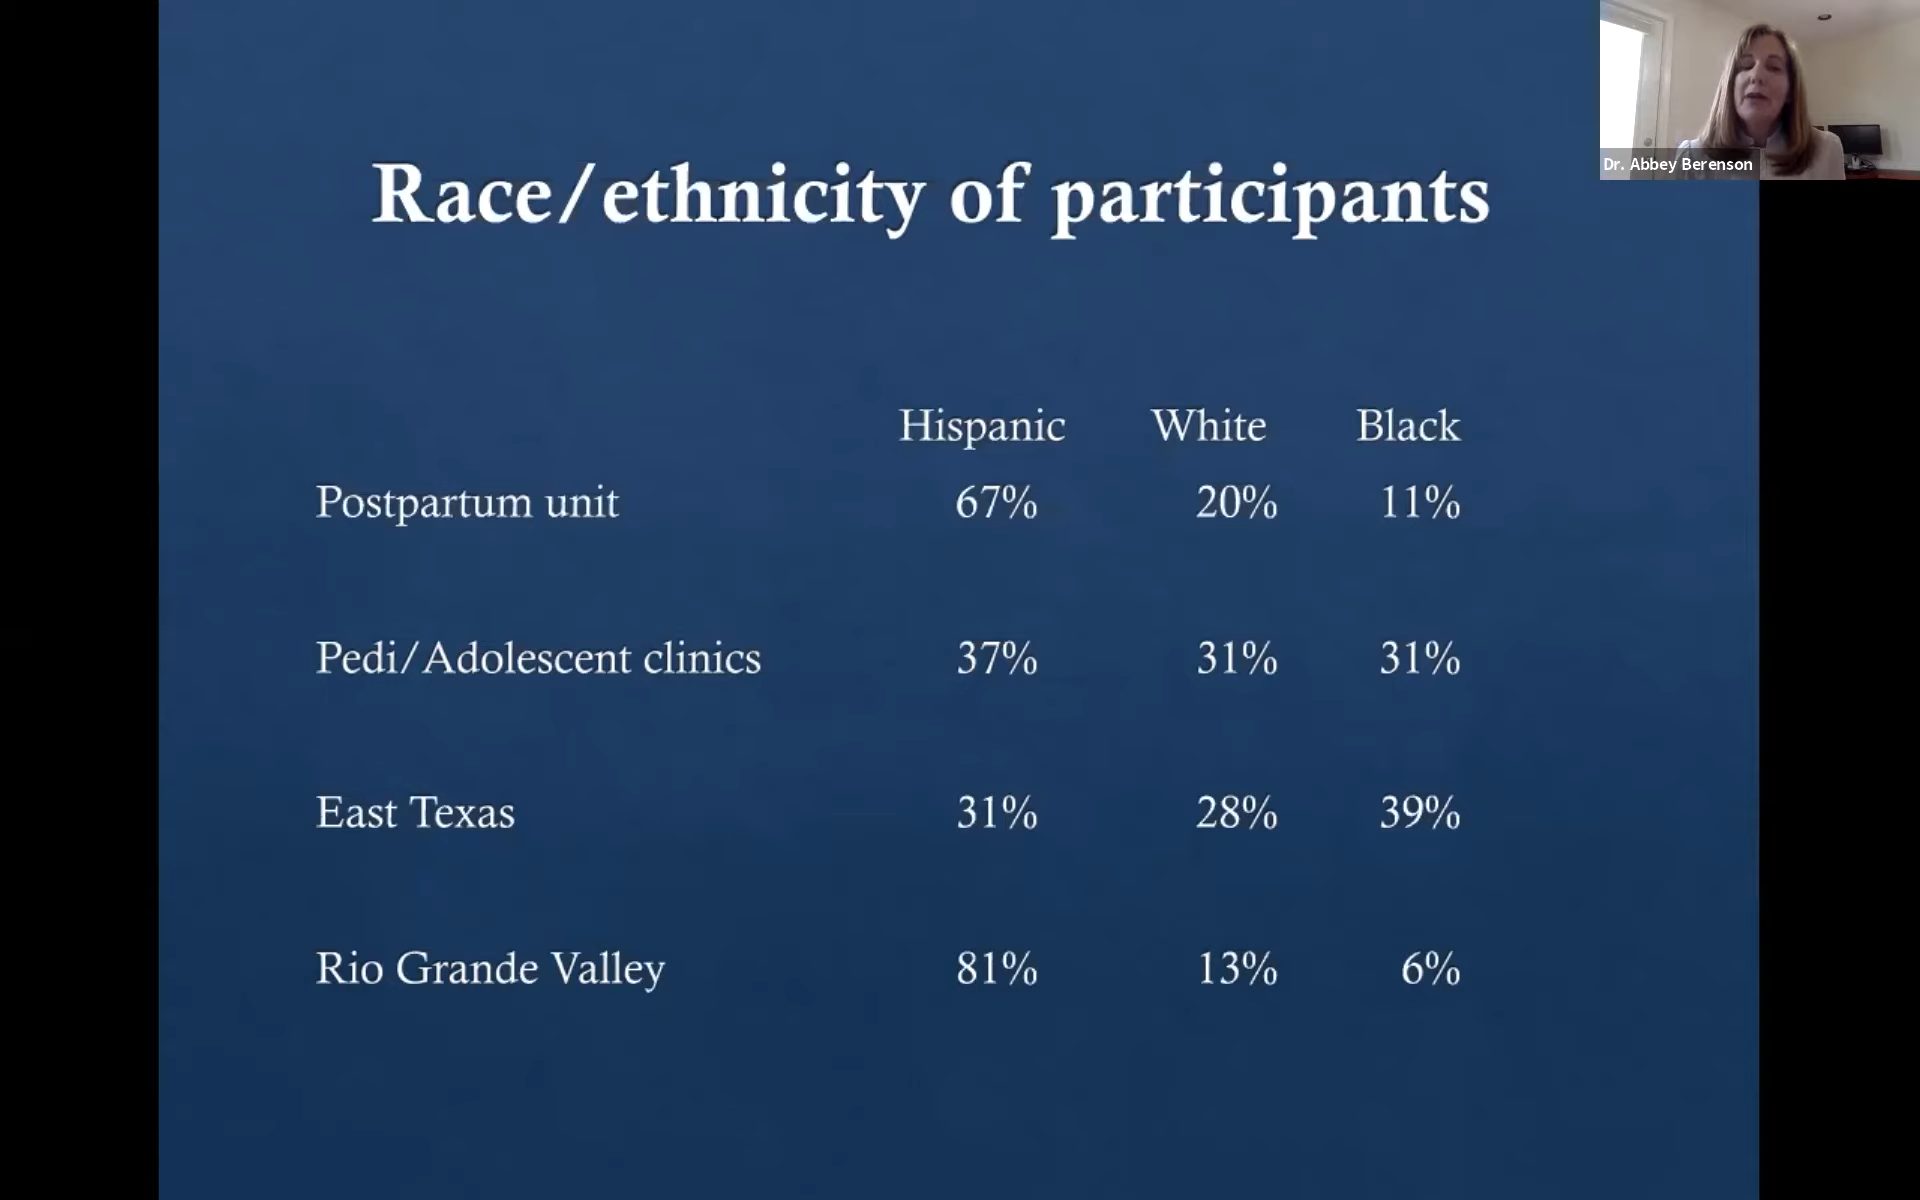 Race/ethnicity of participants
Dr. Abbey Berenson
Hispanic White Black
Postpartum unit 67% 20% 11%
Pedi/Adolescent clinics 37% 31% 31%
East Texas 31% 28% 39%
Rio Grande Valley 81% 13% 6%